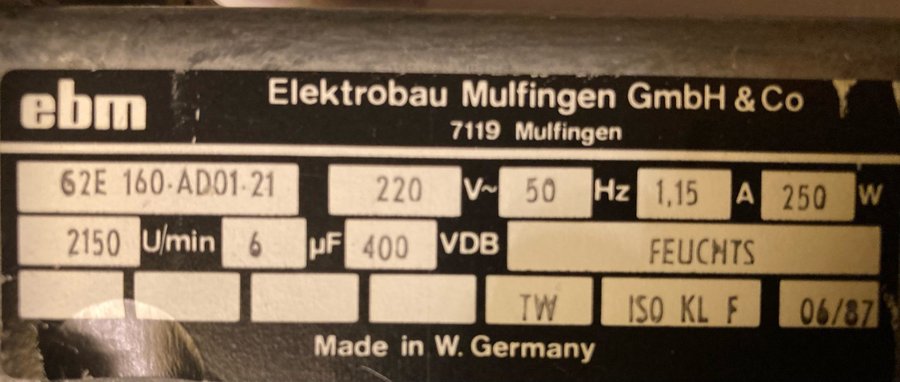 ebm
Elektrobau Mulfingen GmbH & Co
7119 Mulfingen
62E 160-AD01-21 220 V~ 50 Hz 1,15 A 250 W
2150 U/min 6 µF 400 VDB FEUCHTS
TW ISO KL F 06/87
Made in W. Germany